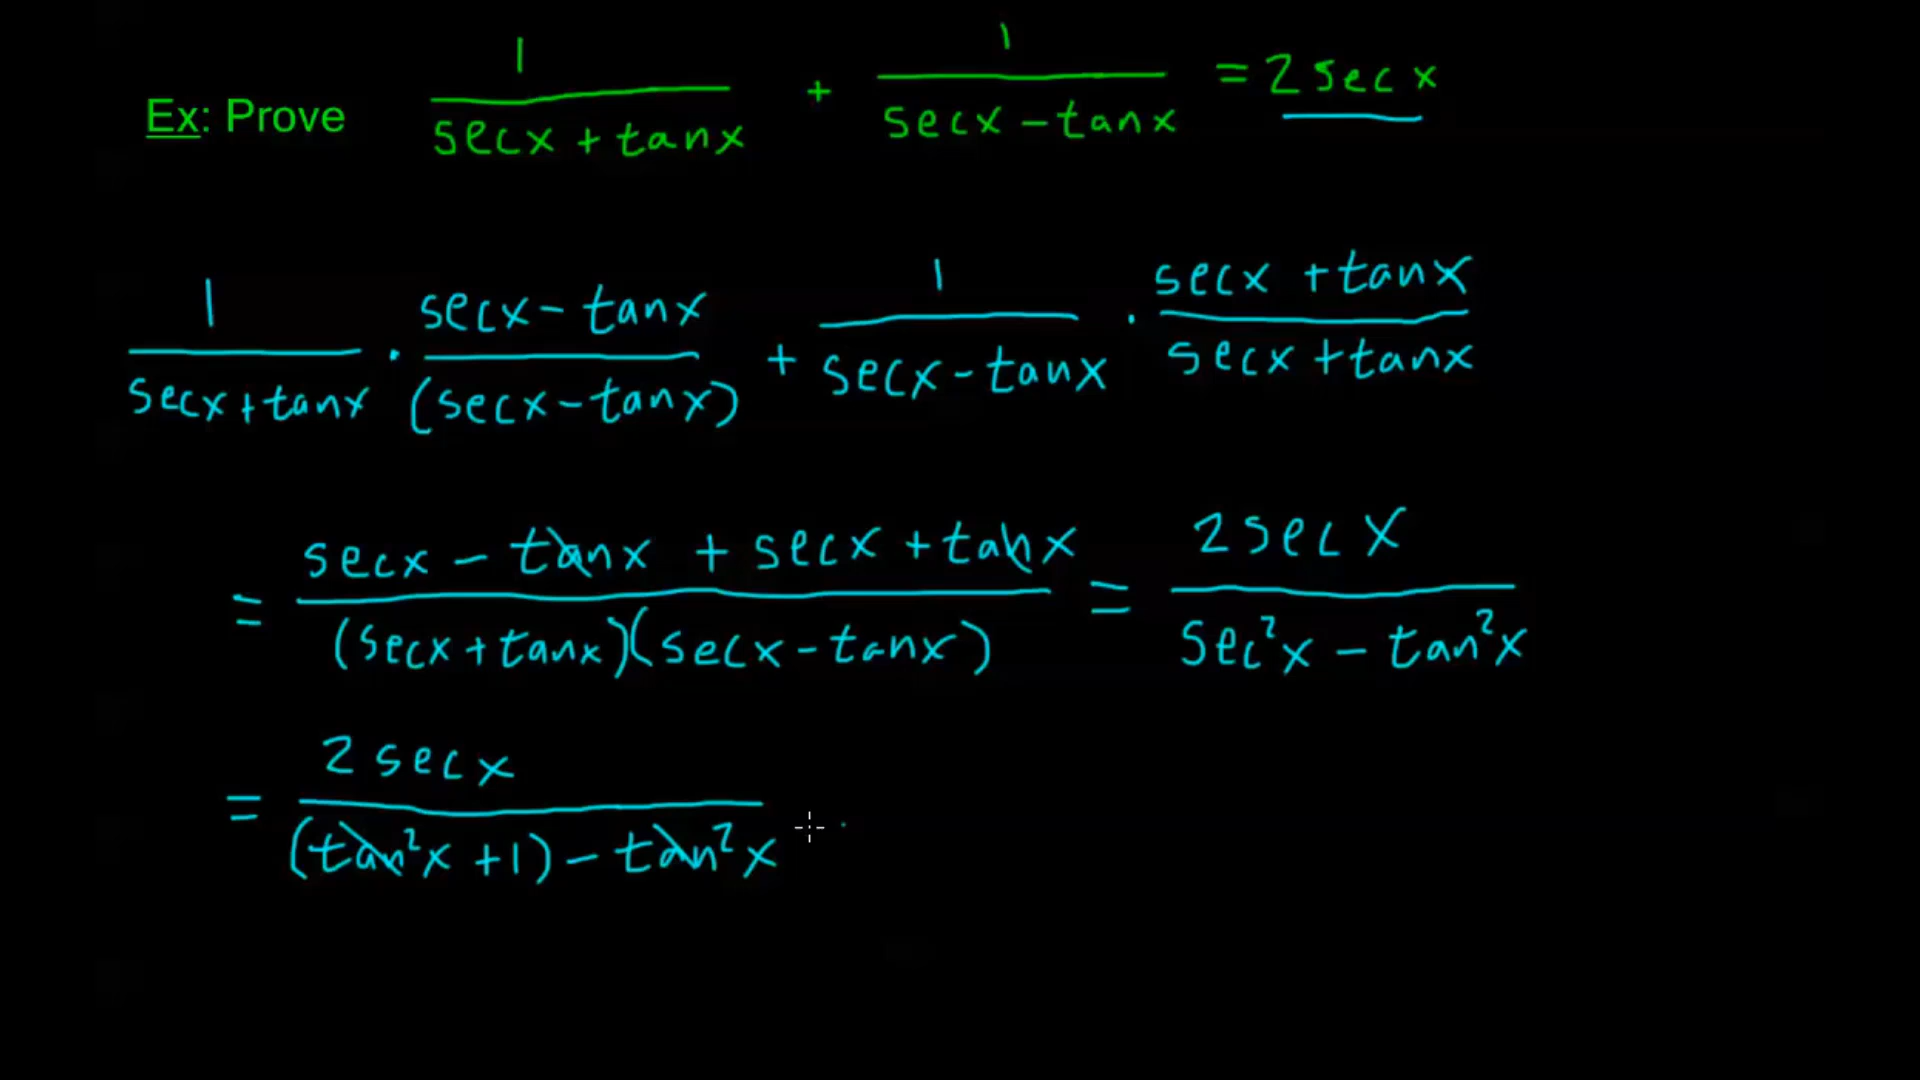 Ex: Prove 1/(secx + tanx) + 1/(secx - tanx) = 2secx
1/(secx + tanx) · (secx - tanx)/(secx - tanx) + 1/(secx - tanx) · (secx + tanx)/(secx + tanx)
= (secx - tanx + secx + tanx)/((secx + tanx)(secx - tanx)) = 2secx/(sec²x - tan²x)
= 2secx/((tan²x + 1) - tan²x)